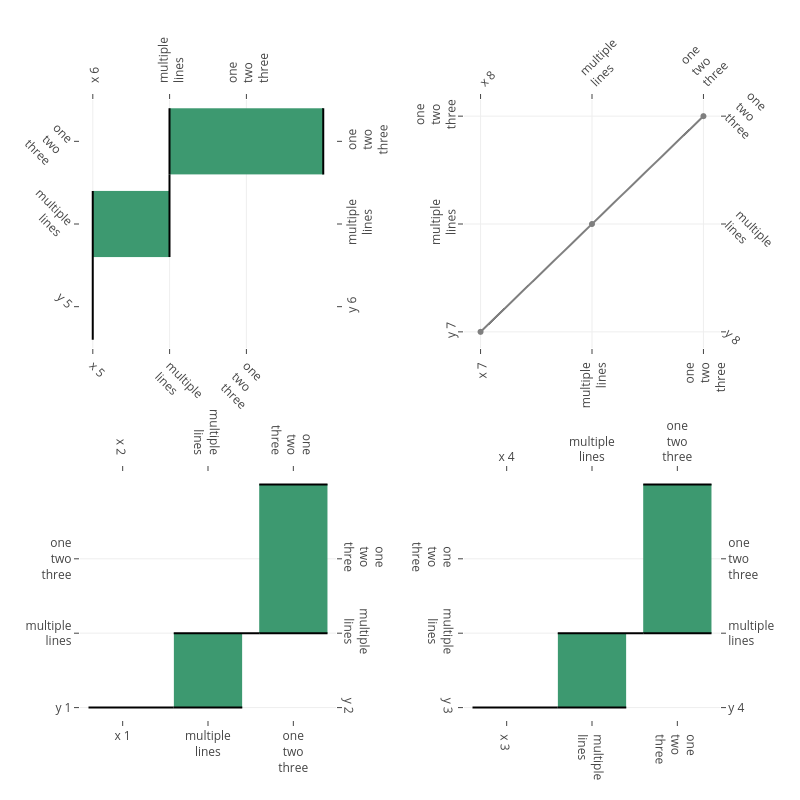 x 6
multiple
lines
one
two
three
one
two
three
multiple
lines
y 5
one
two
three
multiple
lines
y 6
x 5
multiple
lines
one
two
three
x 8
multiple
lines
one
two
three
one
two
three
multiple
lines
y 7
one
two
three
multiple
lines
y 8
x 7
multiple
lines
one
two
three
x 2
multiple
lines
one
two
three
one
two
three
multiple
lines
y 1
one
two
three
multiple
lines
y 2
x 1
multiple
lines
one
two
three
x 4
multiple
lines
one
two
three
one
two
three
multiple
lines
y 3
one
two
three
multiple
lines
y 4
x 3
multiple
lines
one
two
three